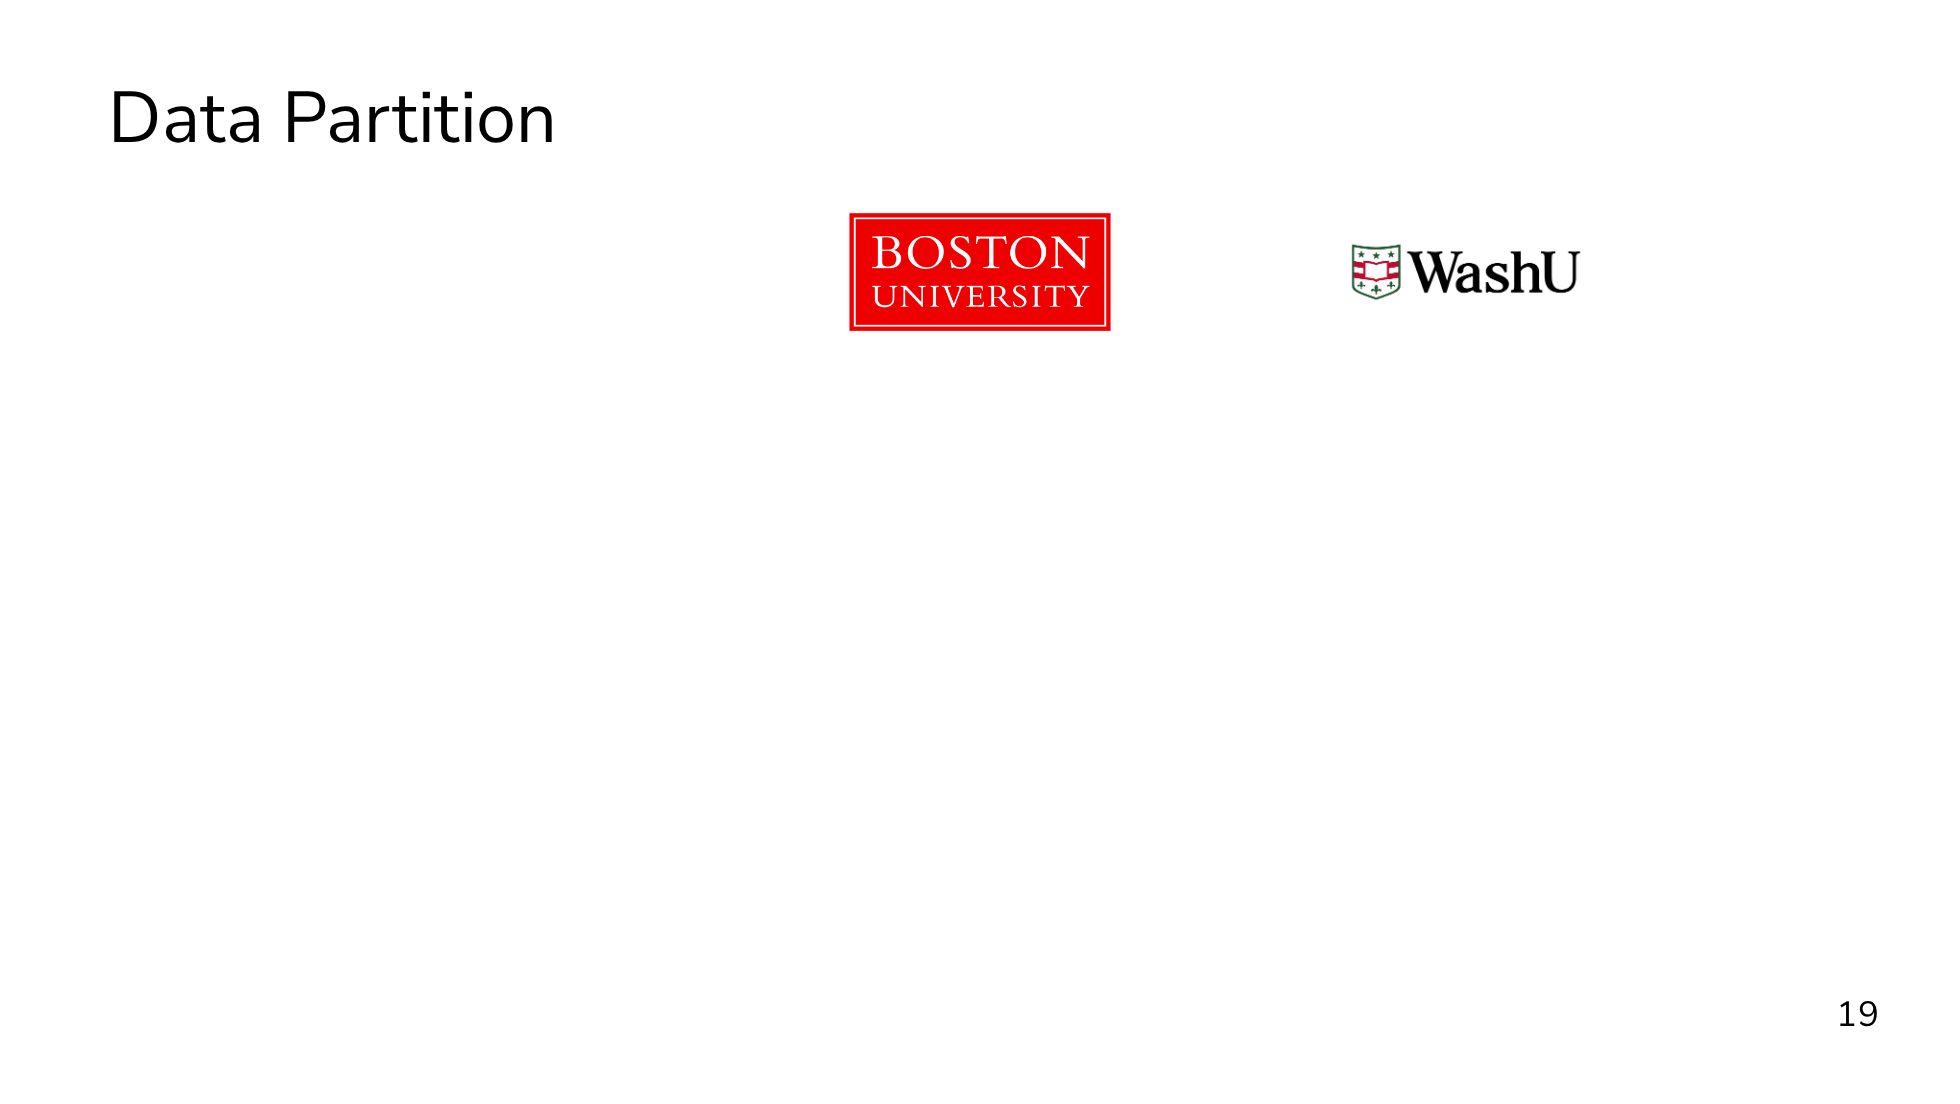 Data Partition
BOSTON
UNIVERSITY
WashU
19